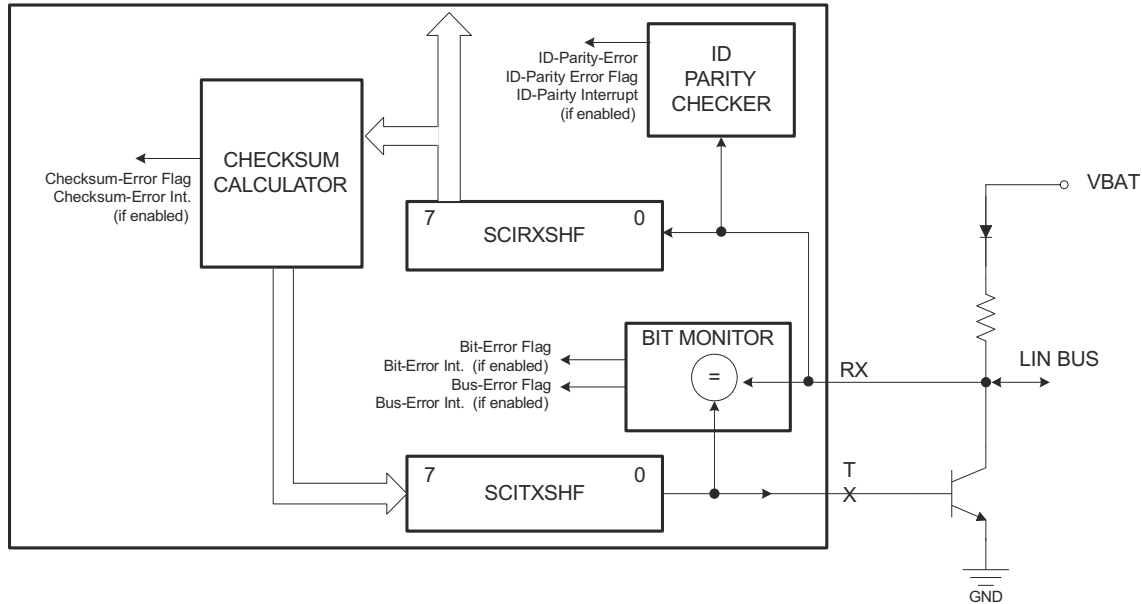 ID-Parity-Error
ID-Parity Error Flag
ID-Pairty Interrupt
(if enabled)
ID
PARITY
CHECKER
CHECKSUM
CALCULATOR
Checksum-Error Flag
Checksum-Error Int.
(if enabled)
VBAT
7 0
SCIRXSHF
BIT MONITOR
=
Bit-Error Flag
Bit-Error Int. (if enabled)
Bus-Error Flag
Bus-Error Int. (if enabled)
RX
LIN BUS
7 0
SCITXSHF
T
X
GND